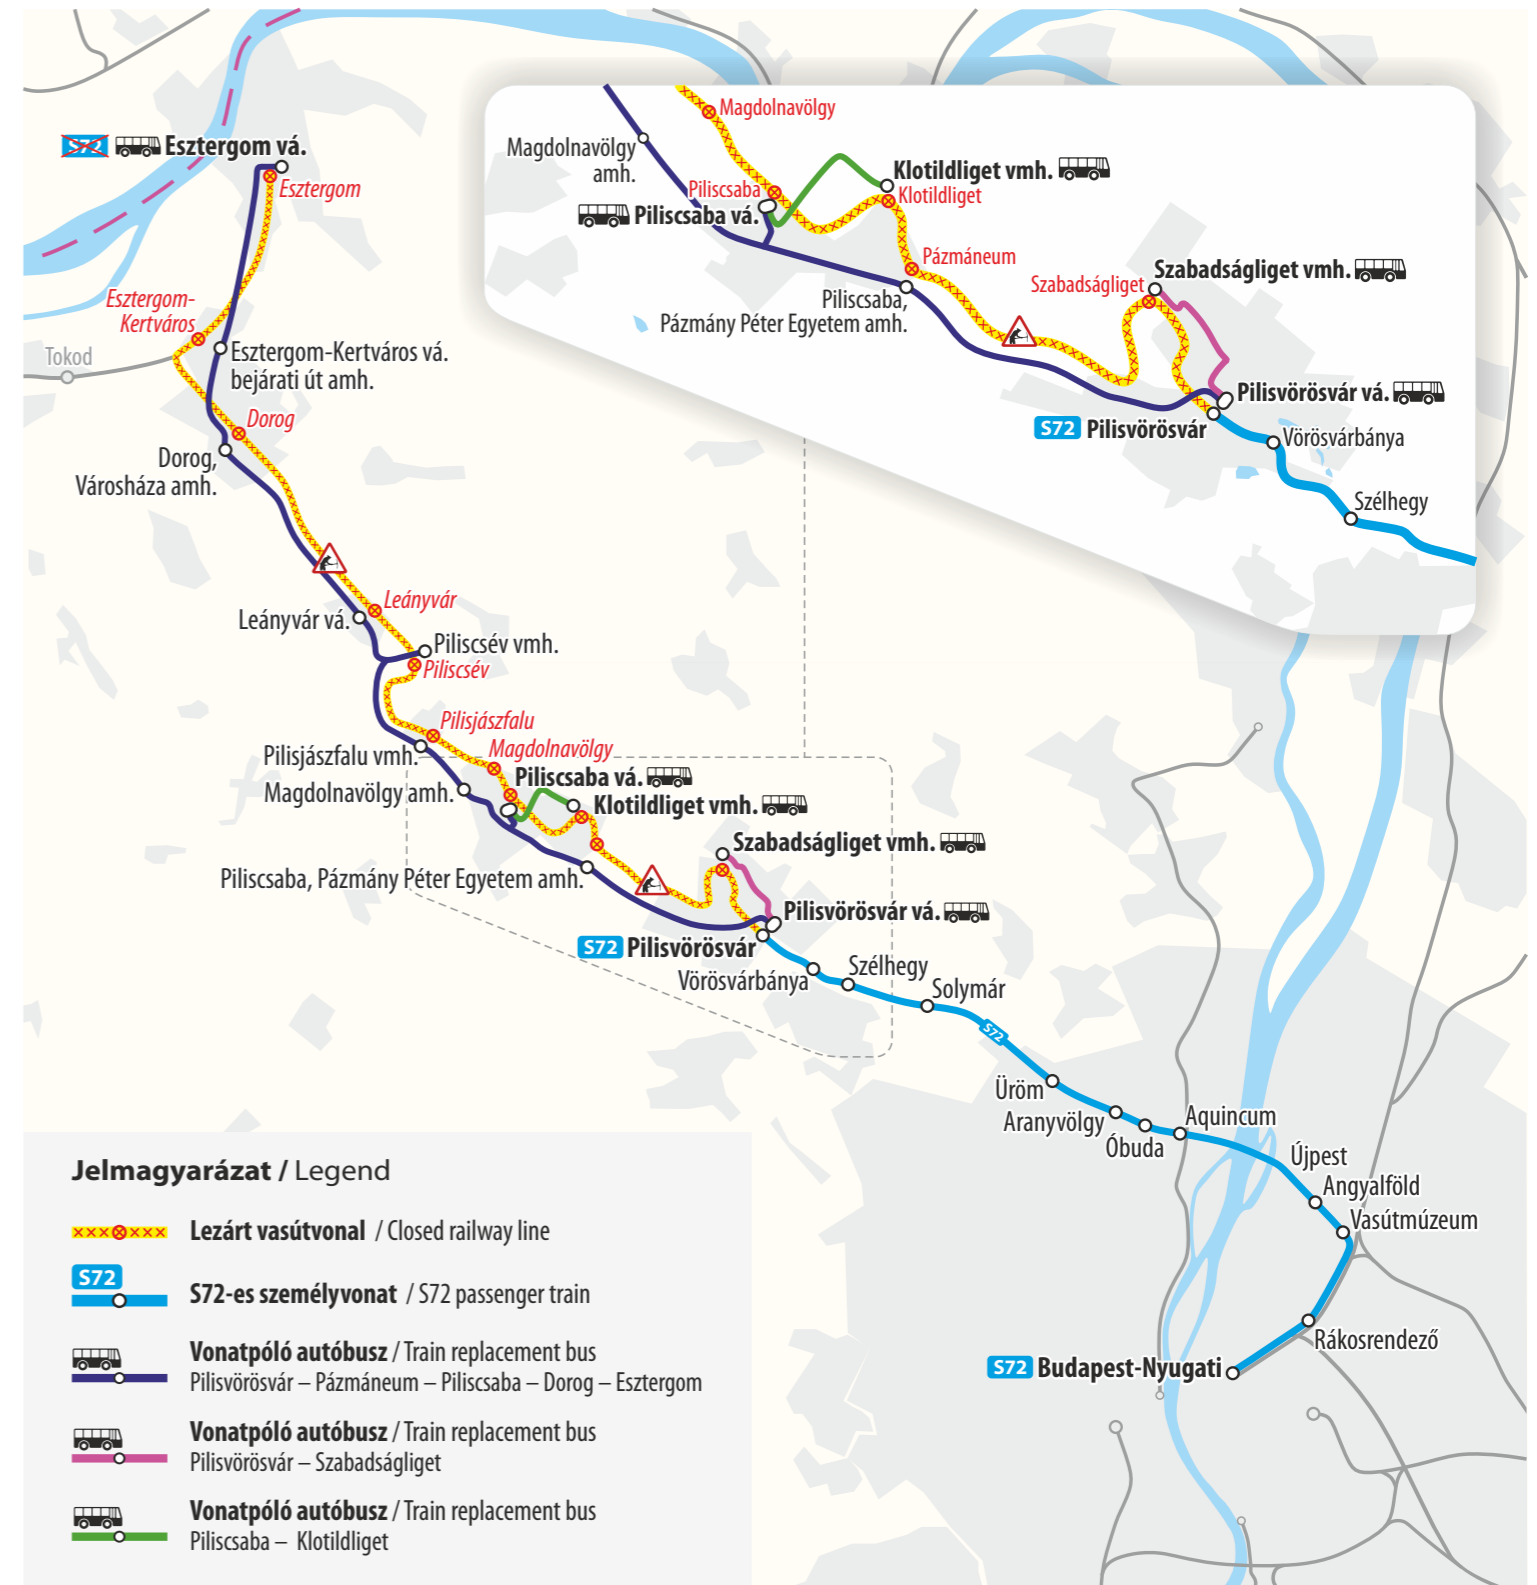 S72 Esztergom vá.
Esztergom
Esztergom-
Kertváros
Tokod
Esztergom-Kertváros vá.
bejárati út amh.
Dorog
Dorog,
Városháza amh.
Leányvár
Leányvár vá.
Piliscsév vmh.
Piliscsév
Pilisjászfalu
Pilisjászfalu vmh.
Magdolnavölgy
Magdolnavölgy amh.
Piliscsaba vá.
Klotildliget vmh.
Szabadságliget vmh.
Piliscsaba, Pázmány Péter Egyetem amh.
Pilisvörösvár vá.
S72 Pilisvörösvár
Vörösvárbánya
Szélhegy
Solymár
S72
Üröm
Aranyvölgy
Óbuda
Aquincum
Újpest
Angyalföld
Vasútmúzeum
Rákosrendező
S72 Budapest-Nyugati
Magdolnavölgy
Magdolnavölgy
amh.
Piliscsaba
Piliscsaba vá.
Klotildliget vmh.
Klotildliget
Pázmáneum
Piliscsaba,
Pázmány Péter Egyetem amh.
Szabadságliget vmh.
Szabadságliget
Pilisvörösvár vá.
S72 Pilisvörösvár
Vörösvárbánya
Szélhegy
Jelmagyarázat / Legend
Lezárt vasútvonal / Closed railway line
S72
S72-es személyvonat / S72 passenger train
Vonatpóló autóbusz / Train replacement bus
Pilisvörösvár – Pázmáneum – Piliscsaba – Dorog – Esztergom
Vonatpóló autóbusz / Train replacement bus
Pilisvörösvár – Szabadságliget
Vonatpóló autóbusz / Train replacement bus
Piliscsaba – Klotildliget